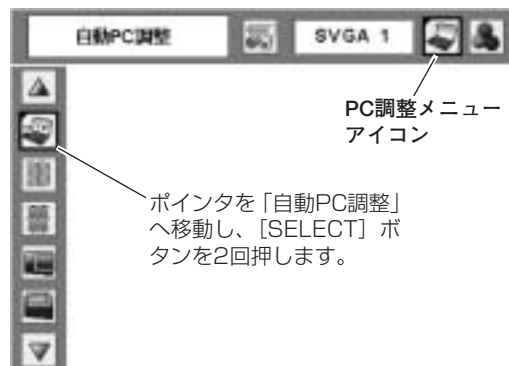 自動PC調整
SVGA 1
PC調整メニュー
アイコン
ポインタを「自動PC調整」
へ移動し、［SELECT］ボ
タンを2回押します。